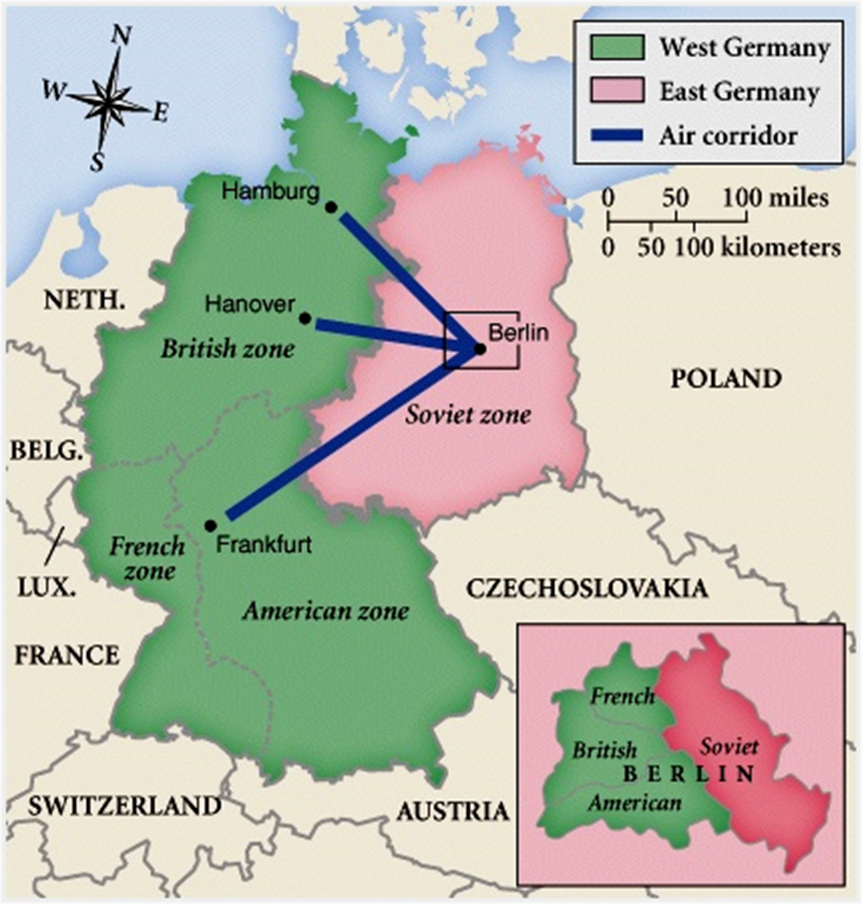 N
W
E
S
West Germany
East Germany
Air corridor
0 50 100 miles
0 50 100 kilometers
Hamburg
NETH.
Hanover
British zone
Berlin
POLAND
Soviet zone
BELG.
Frankfurt
French
zone
LUX.
American zone
CZECHOSLOVAKIA
FRANCE
SWITZERLAND
AUSTRIA
French
British
Soviet
BERLIN
American